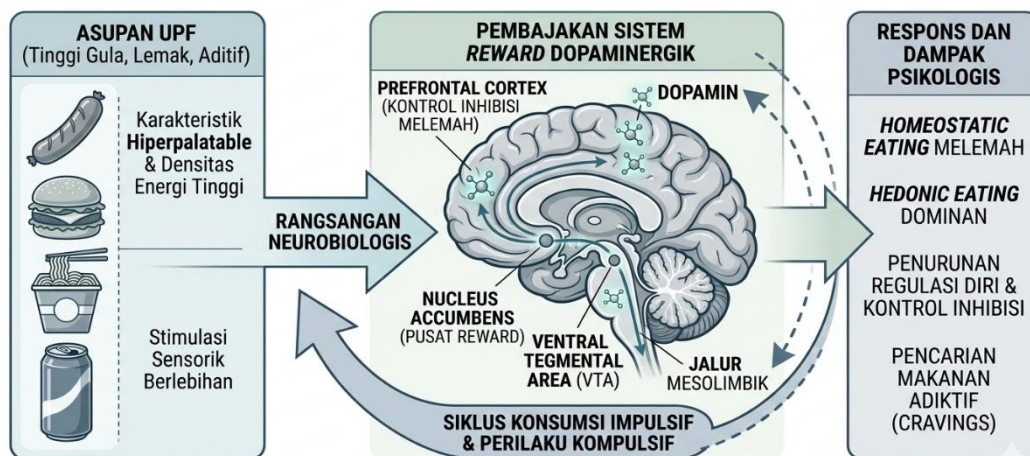 ASUPAN UPF
(Tinggi Gula, Lemak, Aditif)
Karakteristik
Hiperpalatable
& Densitas
Energi Tinggi
Stimulasi
Sensorik
Berlebihan
RANGSANGAN
NEUROBIOLOGIS
PEMBAJAKAN SISTEM
REWARD DOPAMINERGIK
PREFRONTAL CORTEX
(KONTROL INHIBISI
MELEMAH)
DOPAMIN
NUCLEUS
ACCUMBENS
(PUSAT REWARD)
VENTRAL
TEGMENTAL
AREA (VTA)
JALUR
MESOLIMBIK
SIKLUS KONSUMSI IMPULSIF
& PERILAKU KOMPULSIF
RESPONS DAN
DAMPAK
PSIKOLOGIS
HOMEOSTATIC
EATING MELEMAH
HEDONIC EATING
DOMINAN
PENURUNAN
REGULASI DIRI &
KONTROL INHIBISI
PENCARIAN
MAKANAN
ADIKTIF
(CRAVINGS)